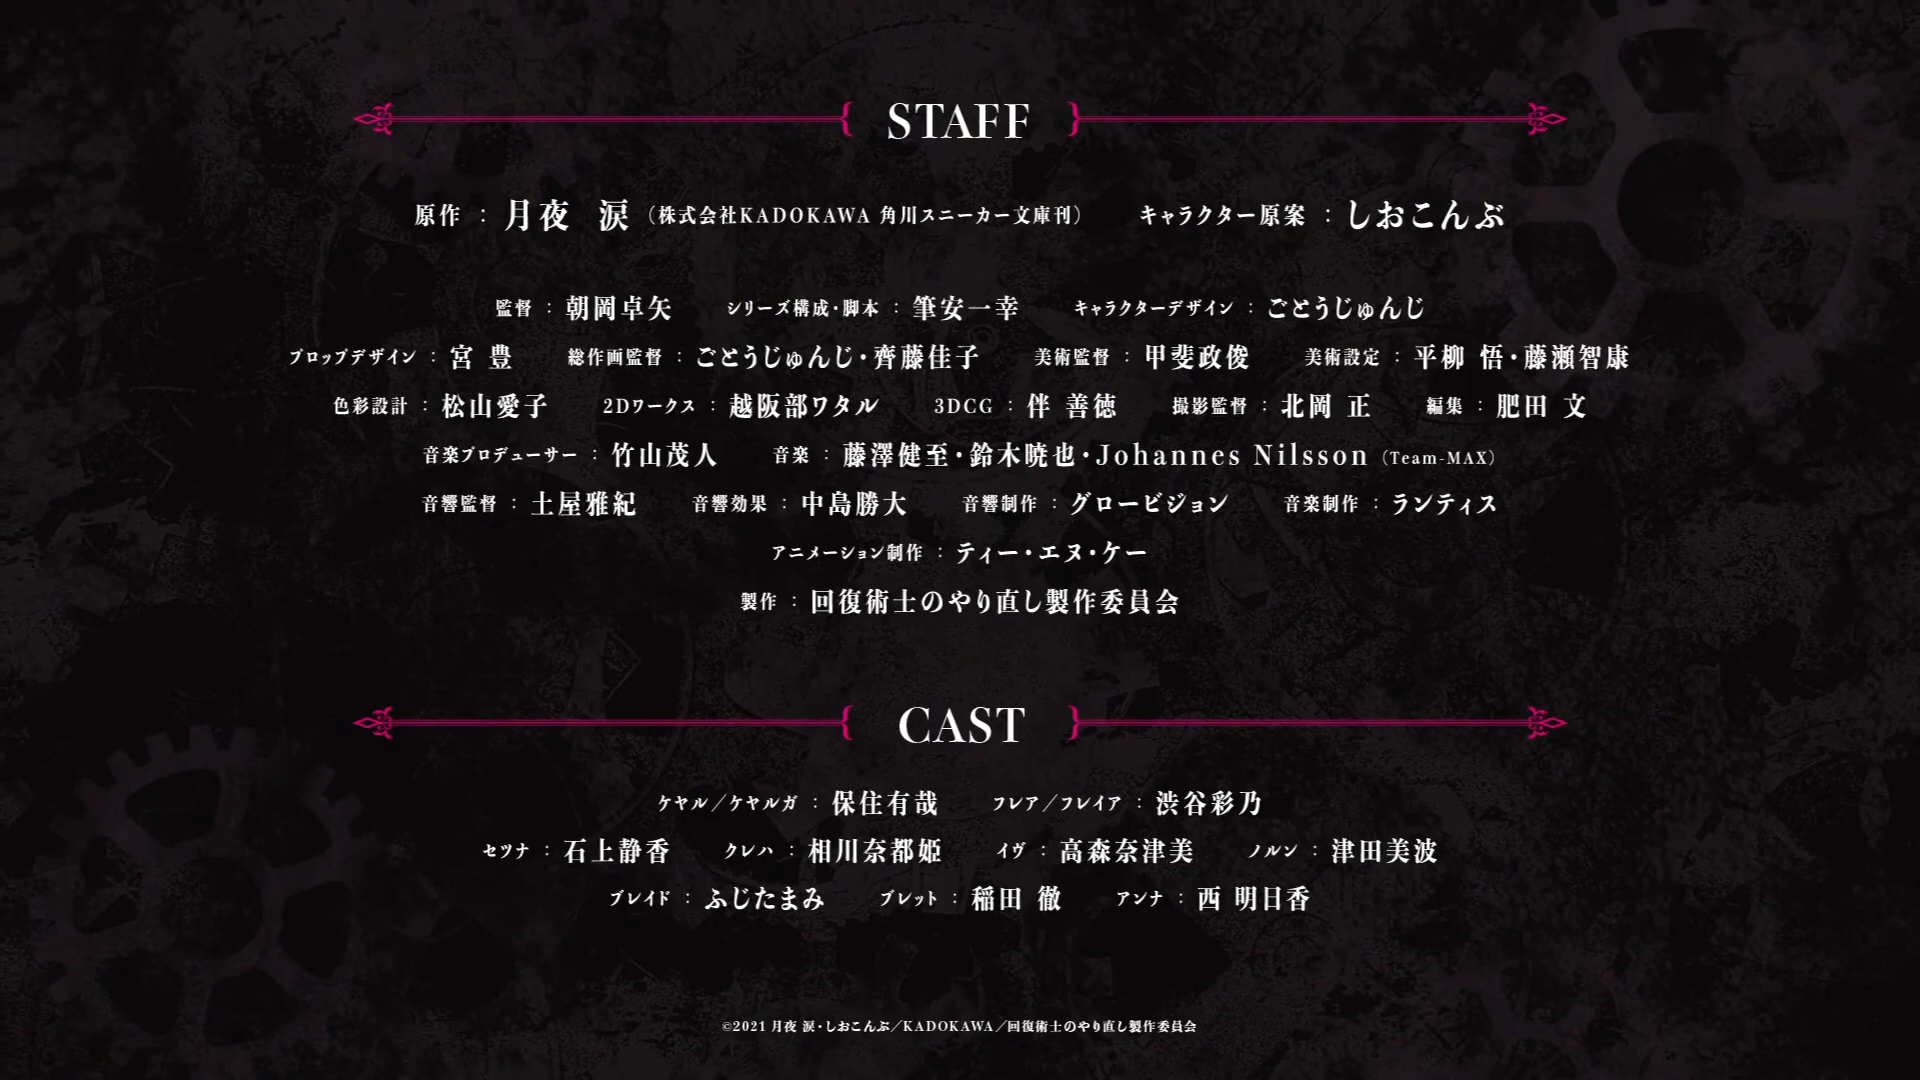 STAFF
原作：月夜 涙（株式会社KADOKAWA 角川スニーカー文庫刊） キャラクター原案：しおこんぶ
監督：朝岡卓矢 シリーズ構成・脚本：筆安一幸 キャラクターデザイン：ごとうじゅんじ
プロップデザイン：宮 豊 総作画監督：ごとうじゅんじ・齊藤佳子 美術監督：甲斐政俊 美術設定：平柳 悟・藤瀬智康
色彩設計：松山愛子 2Dワークス：越阪部ワタル 3DCG：伴 善徳 撮影監督：北岡 正 編集：肥田 文
音楽プロデューサー：竹山茂人 音楽：藤澤健至・鈴木暁也・Johannes Nilsson（Team-MAX）
音響監督：土屋雅紀 音響効果：中島勝大 音響制作：グロービジョン 音楽制作：ランティス
アニメーション制作：ティー・エヌ・ケー
製作：回復術士のやり直し製作委員会
CAST
ケヤル／ケヤルガ：保住有哉 フレア／フレイア：渋谷彩乃
セツナ：石上静香 クレハ：相川奈都姫 イヴ：高森奈津美 ノルン：津田美波
ブレイド：ふじたまみ ブレット：稲田 徹 アンナ：西 明日香
©2021 月夜 涙・しおこんぶ／KADOKAWA／回復術士のやり直し製作委員会